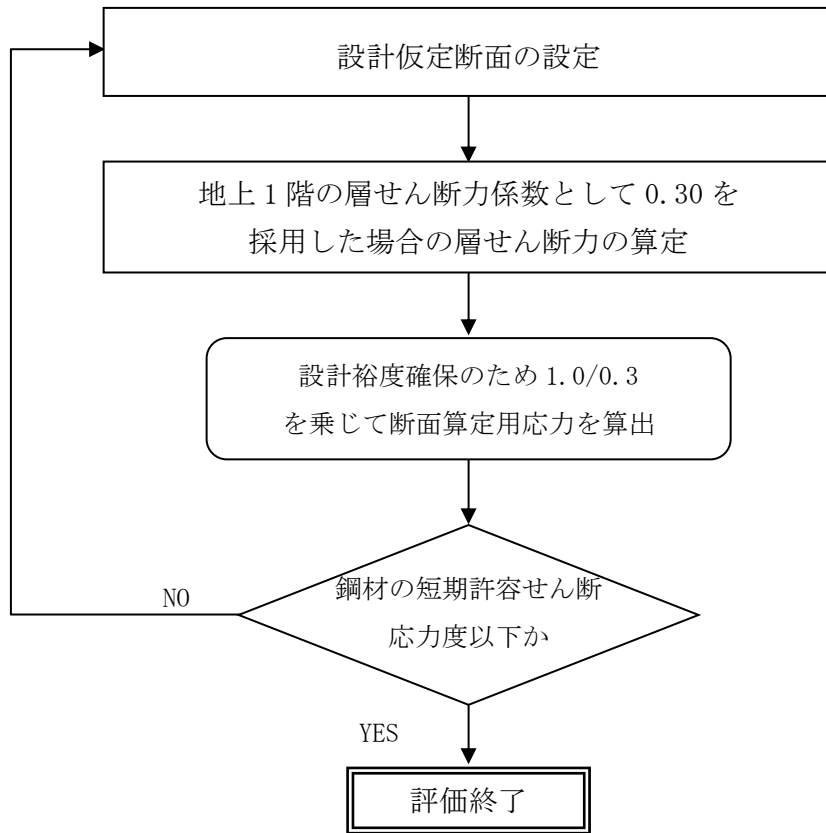 設計仮定断面の設定
地上1階の層せん断力係数として 0.30 を
採用した場合の層せん断力の算定
設計裕度確保のため 1.0/0.3
を乗じて断面算定用応力を算出
鋼材の短期許容せん断
応力度以下か
NO
YES
評価終了